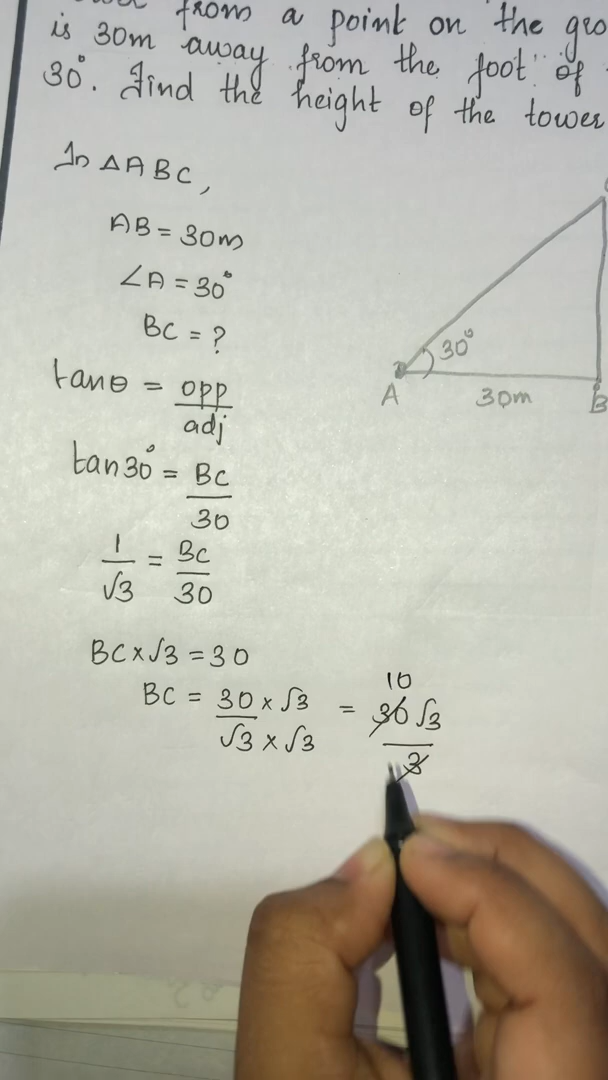 from a point on the
is 30m away from the foot of
30°. Find the height of the tower
In △ABC,
AB = 30m
∠A = 30°
BC = ?
tanθ = opp/adj
tan30° = BC/30
1/√3 = BC/30
BC×√3 = 30
BC = 30 × √3/√3 × √3 = 30√3/3
10
30°
A 30m B